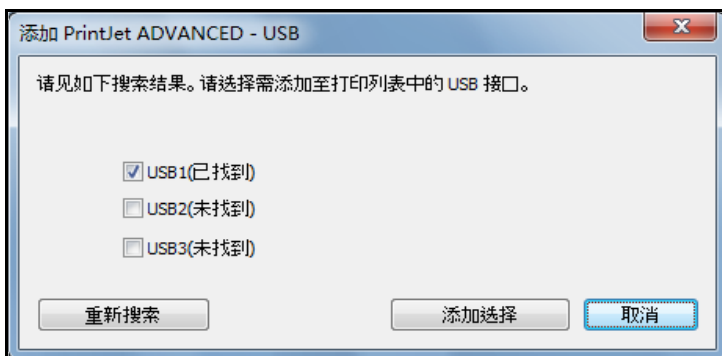 添加 PrintJet ADVANCED - USB
请见如下搜索结果。请选择需添加至打印列表中的 USB 接口。
USB1(已找到)
USB2(未找到)
USB3(未找到)
重新搜索 添加选择 取消